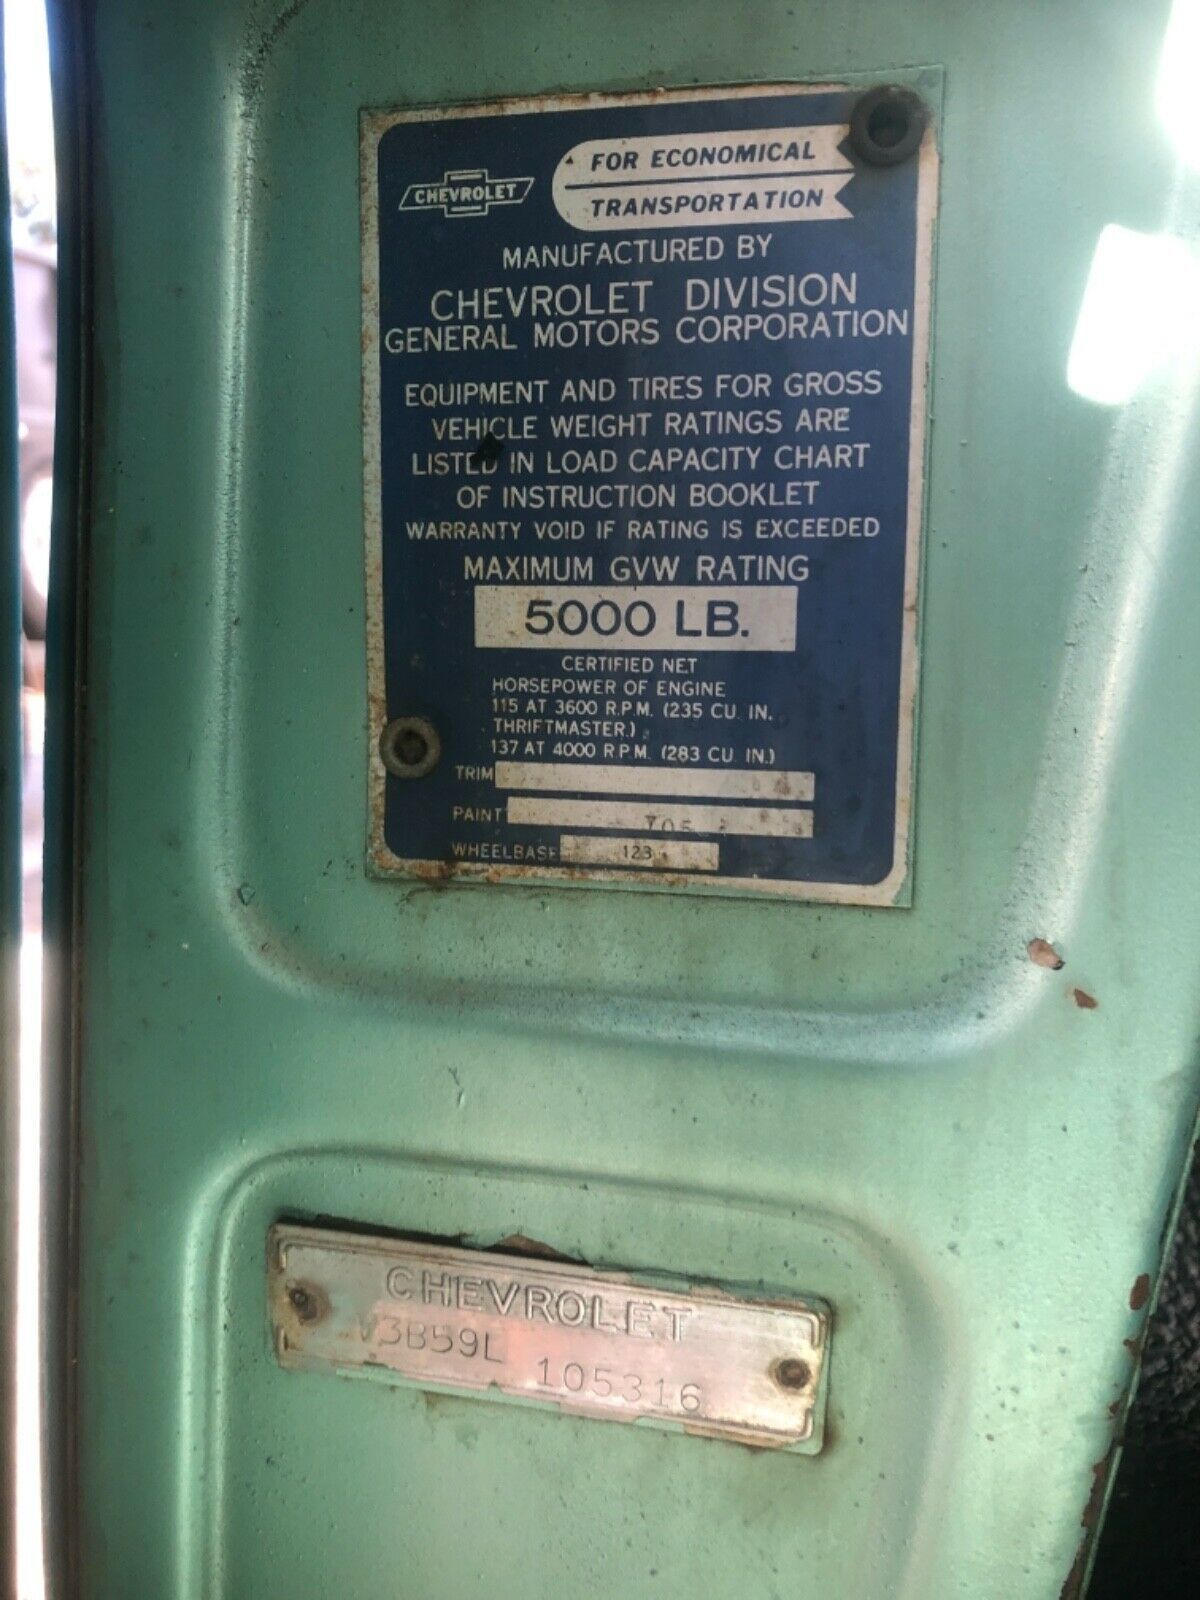 CHEVROLET
FOR ECONOMICAL
TRANSPORTATION
MANUFACTURED BY
CHEVROLET DIVISION
GENERAL MOTORS CORPORATION
EQUIPMENT AND TIRES FOR GROSS
VEHICLE WEIGHT RATINGS ARE
LISTED IN LOAD CAPACITY CHART
OF INSTRUCTION BOOKLET
WARRANTY VOID IF RATING IS EXCEEDED
MAXIMUM GVW RATING
5000 LB.
CERTIFIED NET
HORSEPOWER OF ENGINE
115 AT 3600 R.P.M. (235 CU. IN.
THRIFTMASTER.)
137 AT 4000 R.P.M. (283 CU. IN.)
TRIM
PAINT 705
WHEELBASE 123
CHEVROLET
V3B59L 105316